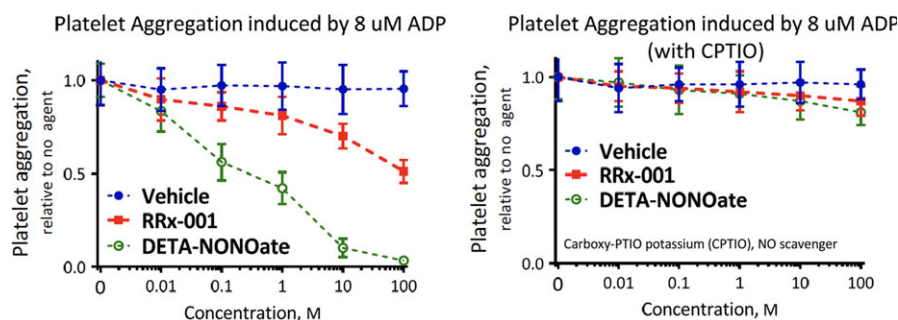 Platelet Aggregation induced by 8 uM ADP
Platelet aggregation,
relative to no agent
1.0
0.5
0.0
Vehicle
RRx-001
DETA-NONOate
0
0.01
0.1
1
10
100
Concentration, M
Platelet Aggregation induced by 8 uM ADP
(with CPTIO)
Platelet aggregation,
relative to no agent
1.0
0.5
0.0
Vehicle
RRx-001
DETA-NONOate
Carboxy-PTIO potassium (CPTIO), NO scavenger
0
0.01
0.1
1
10
100
Concentration, M